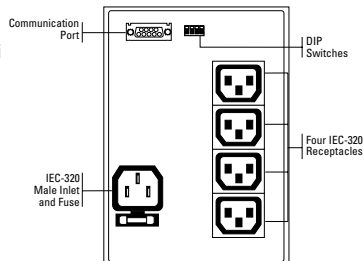 Communication
Port
DIP
Switches
Four IEC-320
Receptacles
IEC-320
Male Inlet
and Fuse